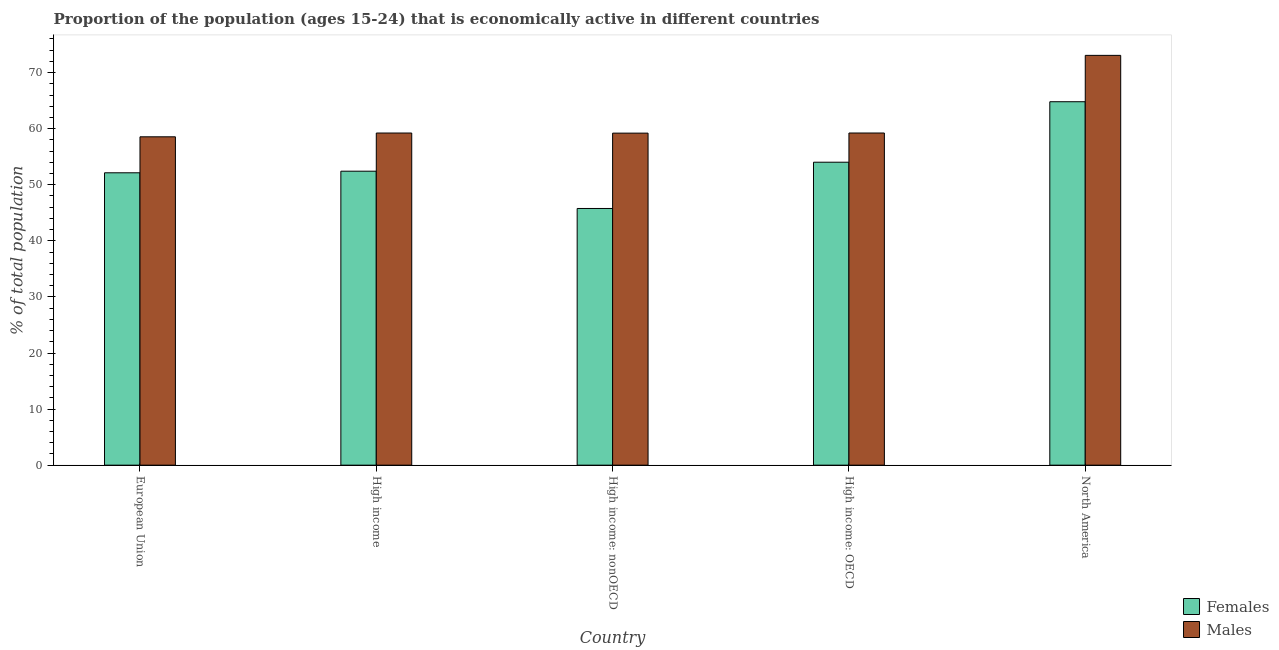 Proportion of the population (ages 15-24) that is economically active in different countries
% of total population
70
60
50
40
30
20
10
0
European Union
High income
High income: nonOECD
High income: OECD
North America
Country
Females
Males